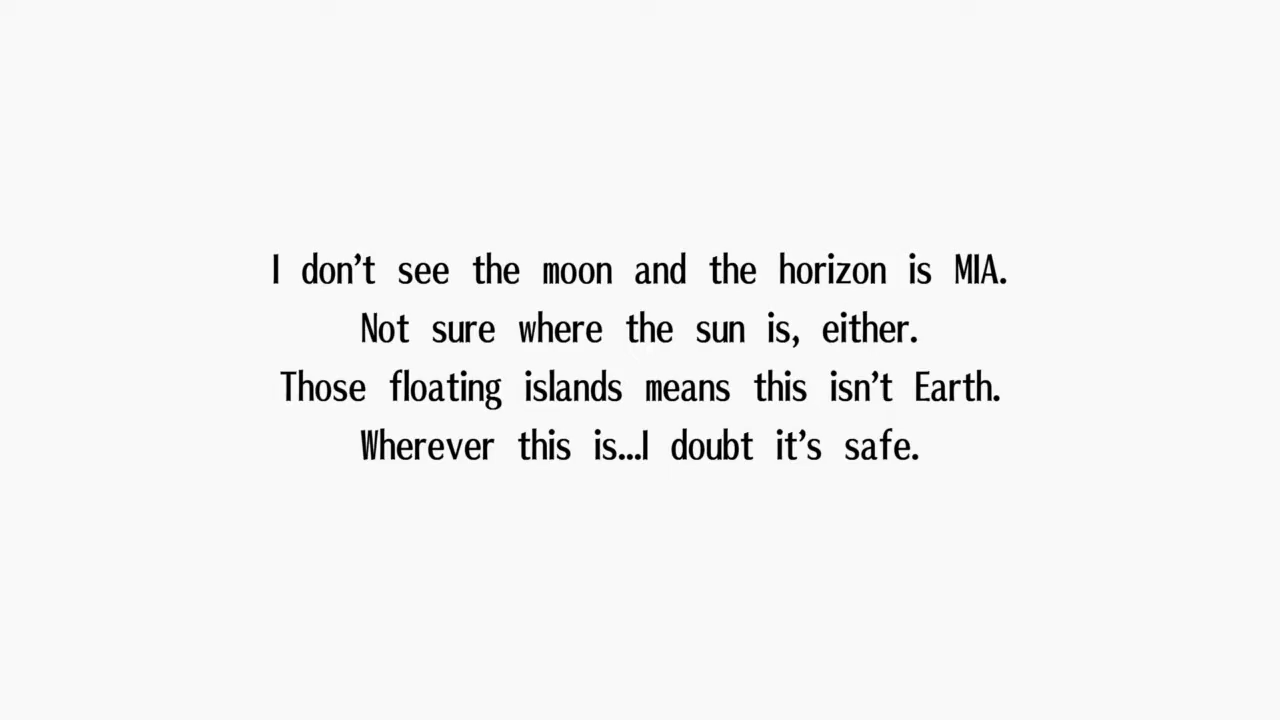 I don’t see the moon and the horizon is MIA.
Not sure where the sun is, either.
Those floating islands means this isn’t Earth.
Wherever this is...I doubt it’s safe.